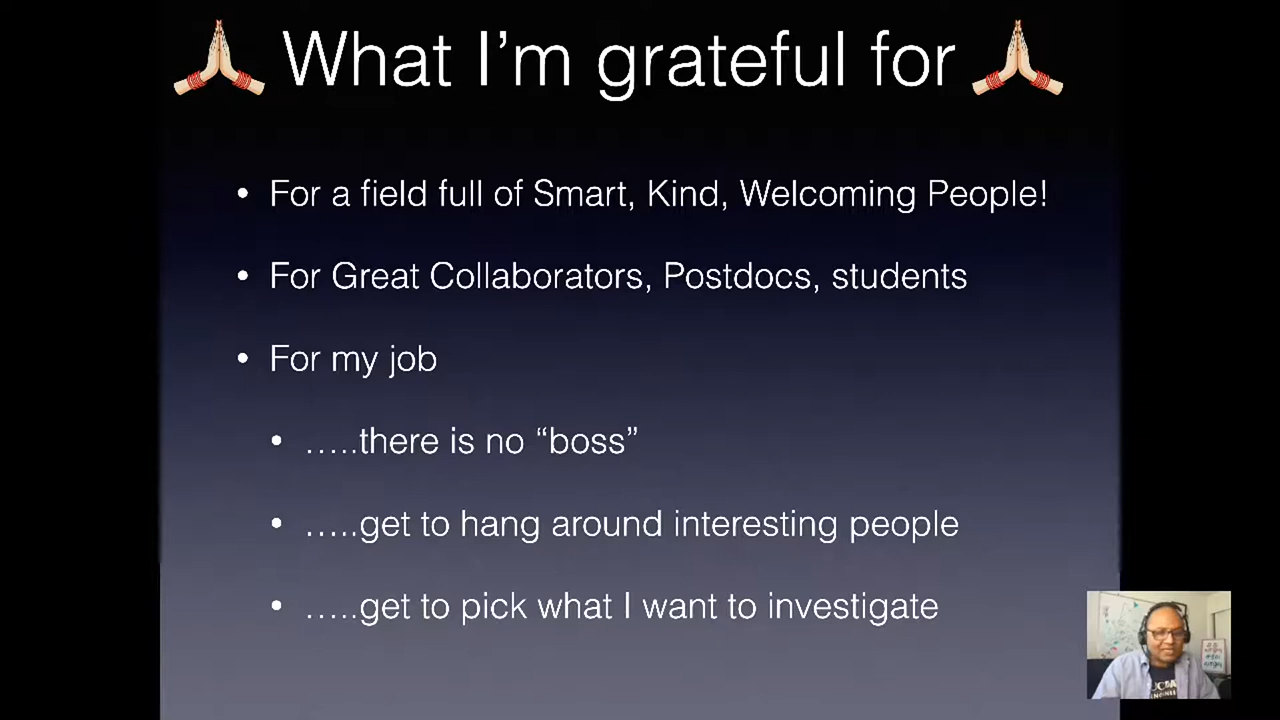 What I'm grateful for
• For a field full of Smart, Kind, Welcoming People!
• For Great Collaborators, Postdocs, students
• For my job
• …..there is no “boss”
• …..get to hang around interesting people
• …..get to pick what I want to investigate